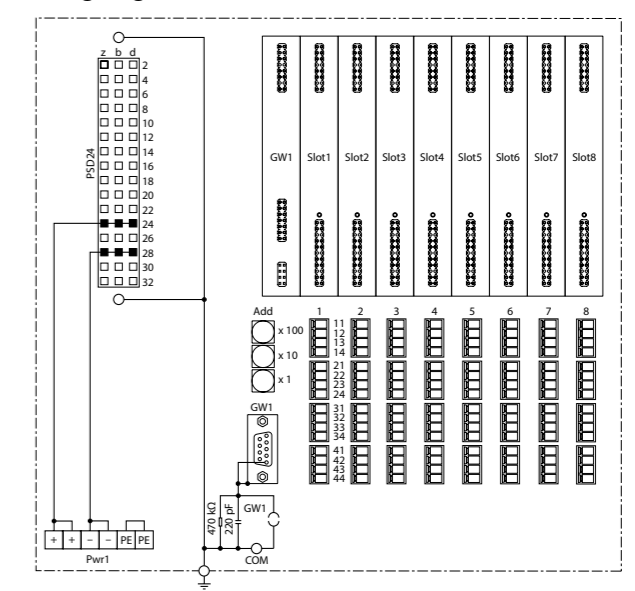 z b d
2
4
6
8
10
12
14
16
18
20
22
24
26
28
30
32
PSD24
GW1 Slot1 Slot2 Slot3 Slot4 Slot5 Slot6 Slot7 Slot8
Add
x 100
x 10
x 1
1 2 3 4 5 6 7 8
11
12
13
14
21
22
23
24
31
32
33
34
41
42
43
44
GW1
470 kΩ
220 pF
GW1
COM
+ + – – PE PE
Pwr1